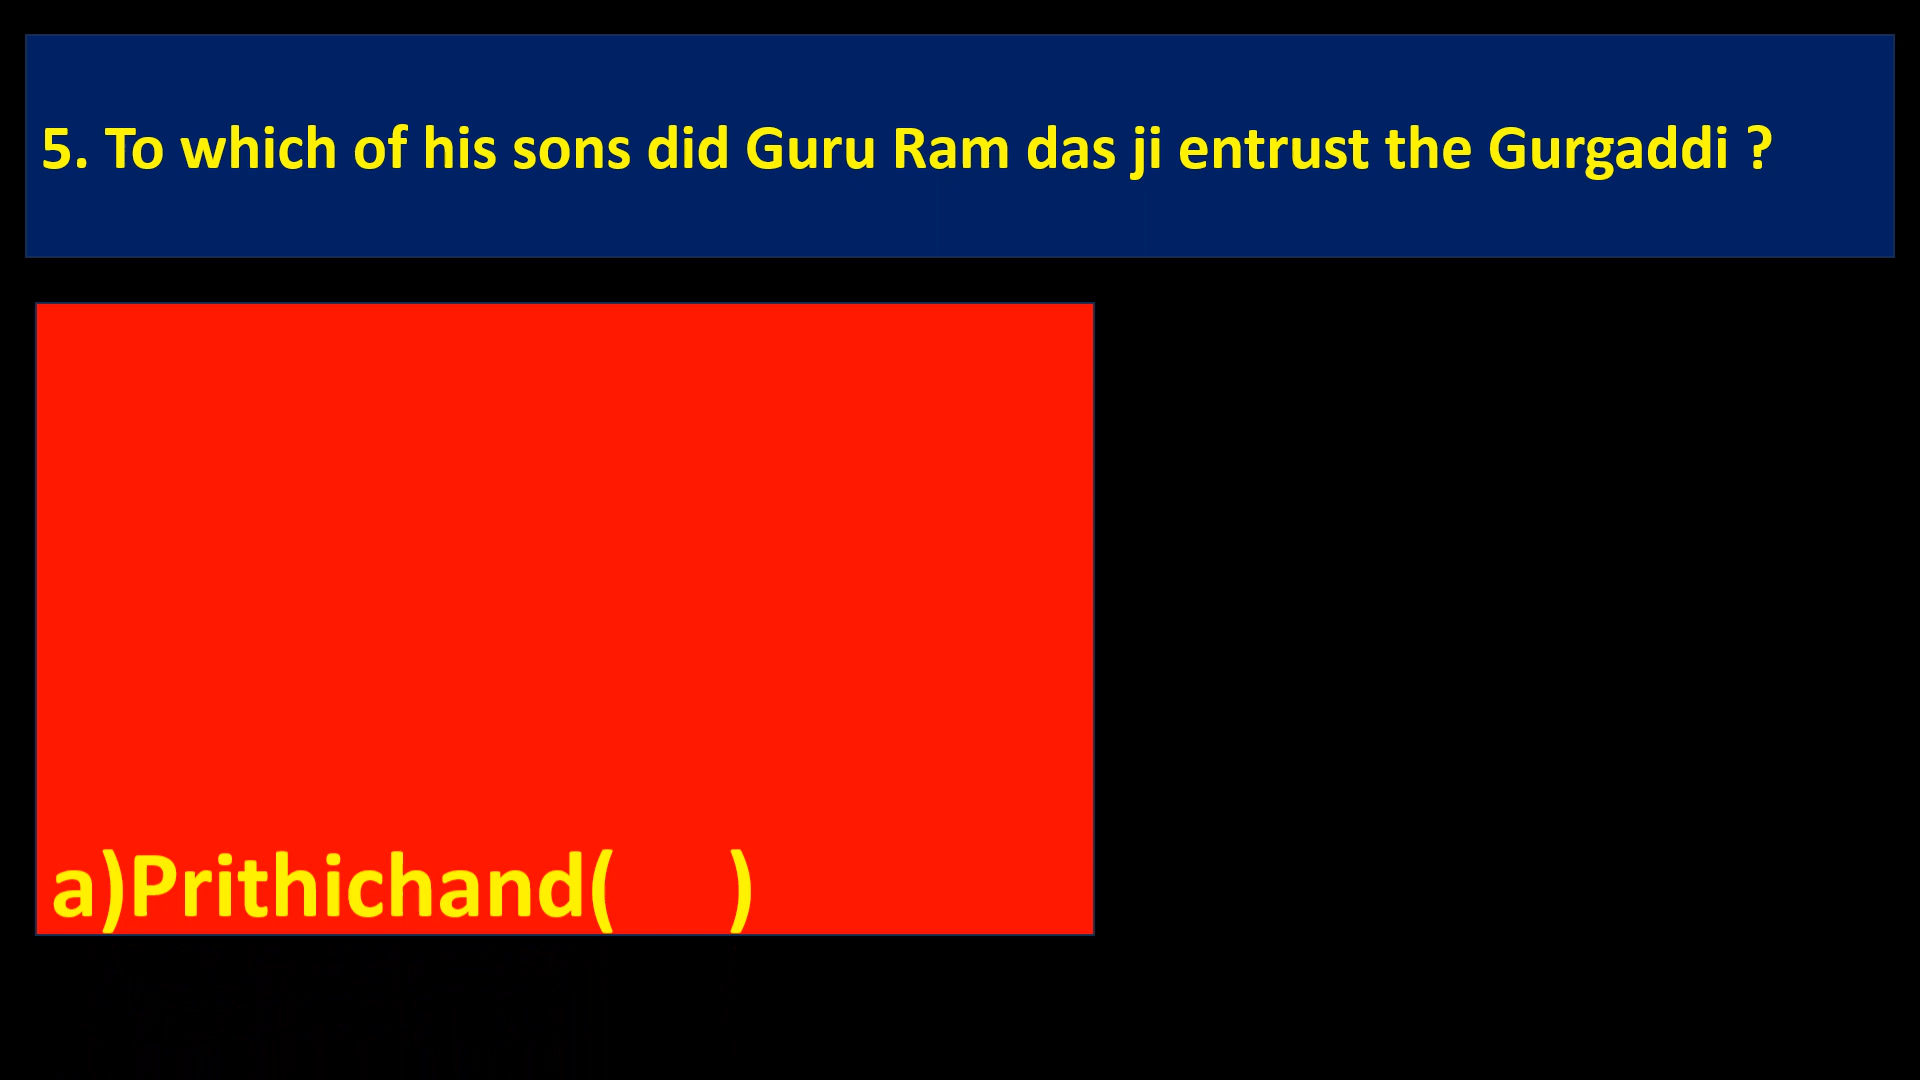 5. To which of his sons did Guru Ram das ji entrust the Gurgaddi ?
a)Prithichand(    )